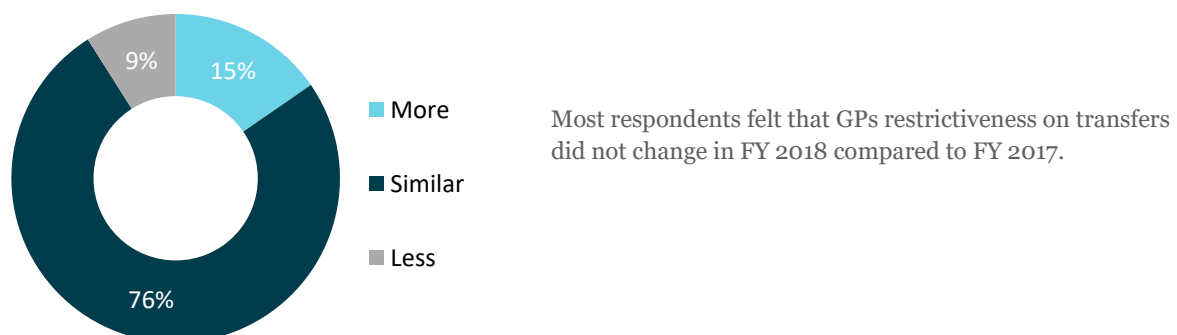 9%
15%
76%
More
Similar
Less
Most respondents felt that GPs restrictiveness on transfers
did not change in FY 2018 compared to FY 2017.